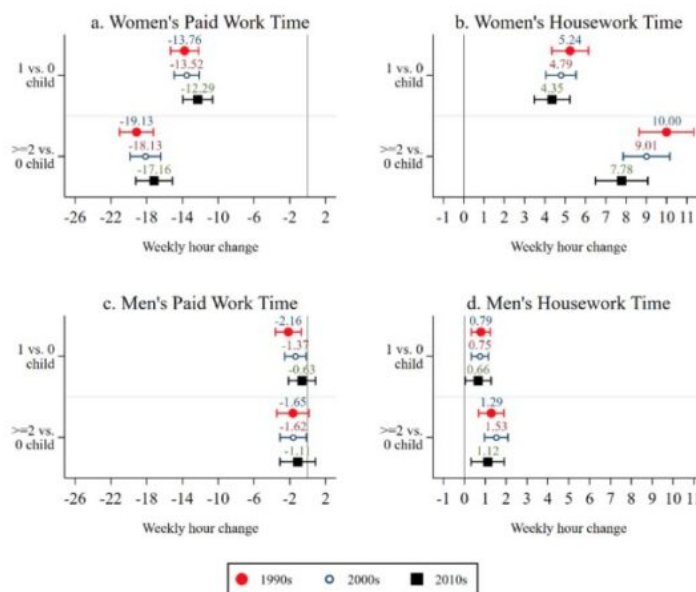 a. Women's Paid Work Time
-13.76
1 vs. 0
child
-13.52
-12.29
-19.13
>=2 vs.
0 child
-18.13
-17.16
-26 -22 -18 -14 -10 -6 -2 2
Weekly hour change
b. Women's Housework Time
5.24
1 vs. 0
child
4.79
4.35
10.00
>=2 vs.
0 child
9.01
7.78
-1 0 1 2 3 4 5 6 7 8 9 10 11
Weekly hour change
c. Men's Paid Work Time
-2.16
1 vs. 0
child
-1.37
-0.63
-1.65
>=2 vs.
0 child
-1.62
-1.1
-26 -22 -18 -14 -10 -6 -2 2
Weekly hour change
d. Men's Housework Time
0.79
1 vs. 0
child
0.75
0.66
1.29
>=2 vs.
0 child
1.53
1.12
-1 0 1 2 3 4 5 6 7 8 9 10 11
Weekly hour change
1990s 2000s 2010s